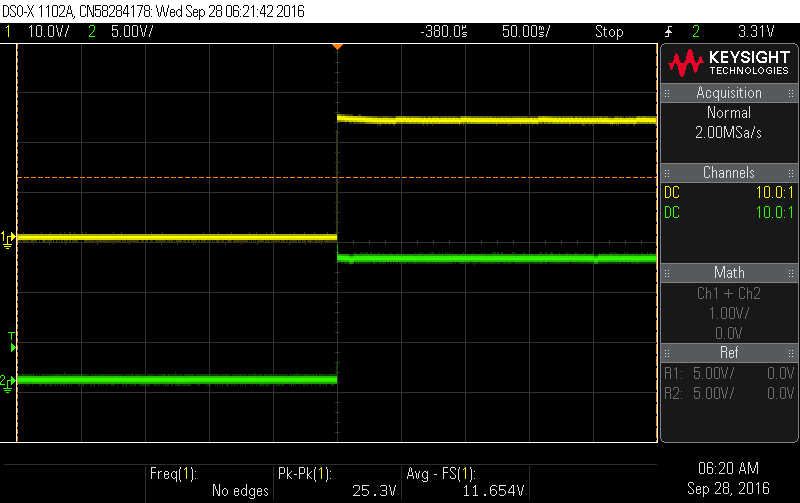 DSO-X 1102A, CN58284178: Wed Sep 28 06:21:42 2016
1 10.0V/ 2 5.00V/ -380.0µs 50.00ms/ Stop 2 3.31V
KEYSIGHT
TECHNOLOGIES
Acquisition
Normal
2.00MSa/s
Channels
DC 10.0:1
DC 10.0:1
Math
Ch1 + Ch2
1.00V/
0.0V
Ref
R1: 5.00V/ 0.0V
R2: 5.00V/ 0.0V
1
T
2
Freq(1): Pk-Pk(1): Avg - FS(1):
No edges 25.3V 11.654V
06:20 AM
Sep 28, 2016